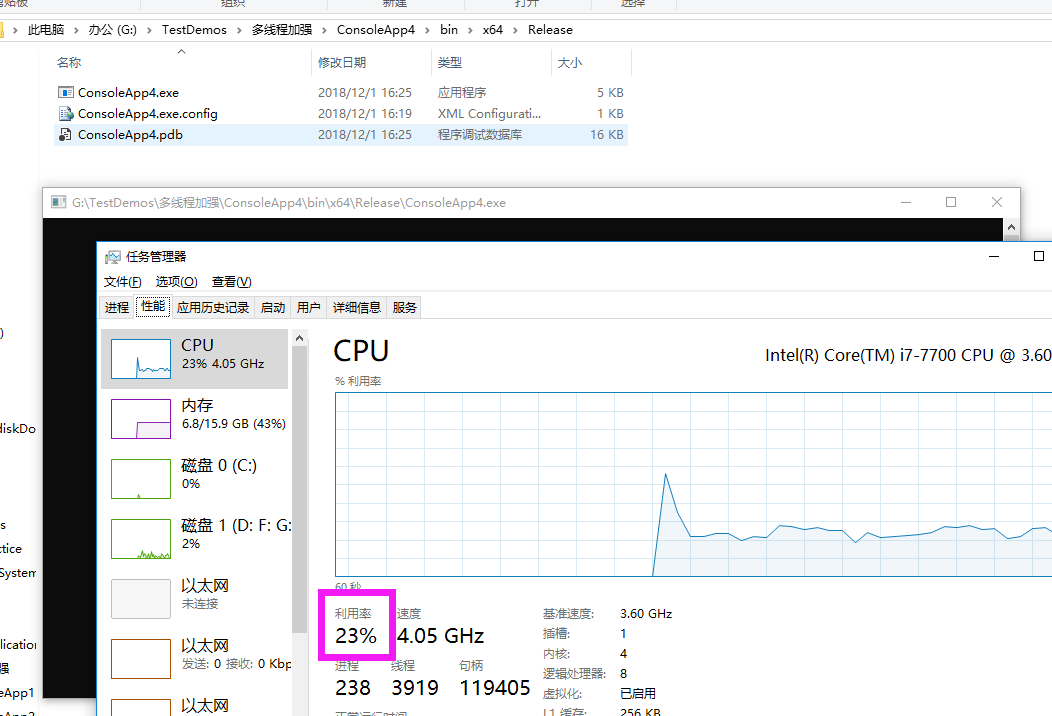 组织
新建
打开
选择
此电脑 › 办公 (G:) › TestDemos › 多线程加强 › ConsoleApp4 › bin › x64 › Release
名称 修改日期 类型 大小
ConsoleApp4.exe 2018/12/1 16:25 应用程序 5 KB
ConsoleApp4.exe.config 2018/12/1 16:19 XML Configurati... 1 KB
ConsoleApp4.pdb 2018/12/1 16:25 程序调试数据库 16 KB
G:\TestDemos\多线程加强\ConsoleApp4\bin\x64\Release\ConsoleApp4.exe
任务管理器
文件(F) 选项(O) 查看(V)
进程 性能 应用历史记录 启动 用户 详细信息 服务
CPU
23% 4.05 GHz
内存
6.8/15.9 GB (43%)
磁盘 0 (C:)
0%
磁盘 1 (D: F: G:
2%
以太网
未连接
以太网
发送: 0 接收: 0 Kbp
以太网
CPU
Intel(R) Core(TM) i7-7700 CPU @ 3.60
% 利用率
60 秒
利用率 速度
23% 4.05 GHz
进程 线程 句柄
238 3919 119405
正常运行时间
基准速度: 3.60 GHz
插槽: 1
内核: 4
逻辑处理器: 8
虚拟化: 已启用
L1 缓存: 256 KB
diskDo
s
ctice
System
lication
强
eApp1